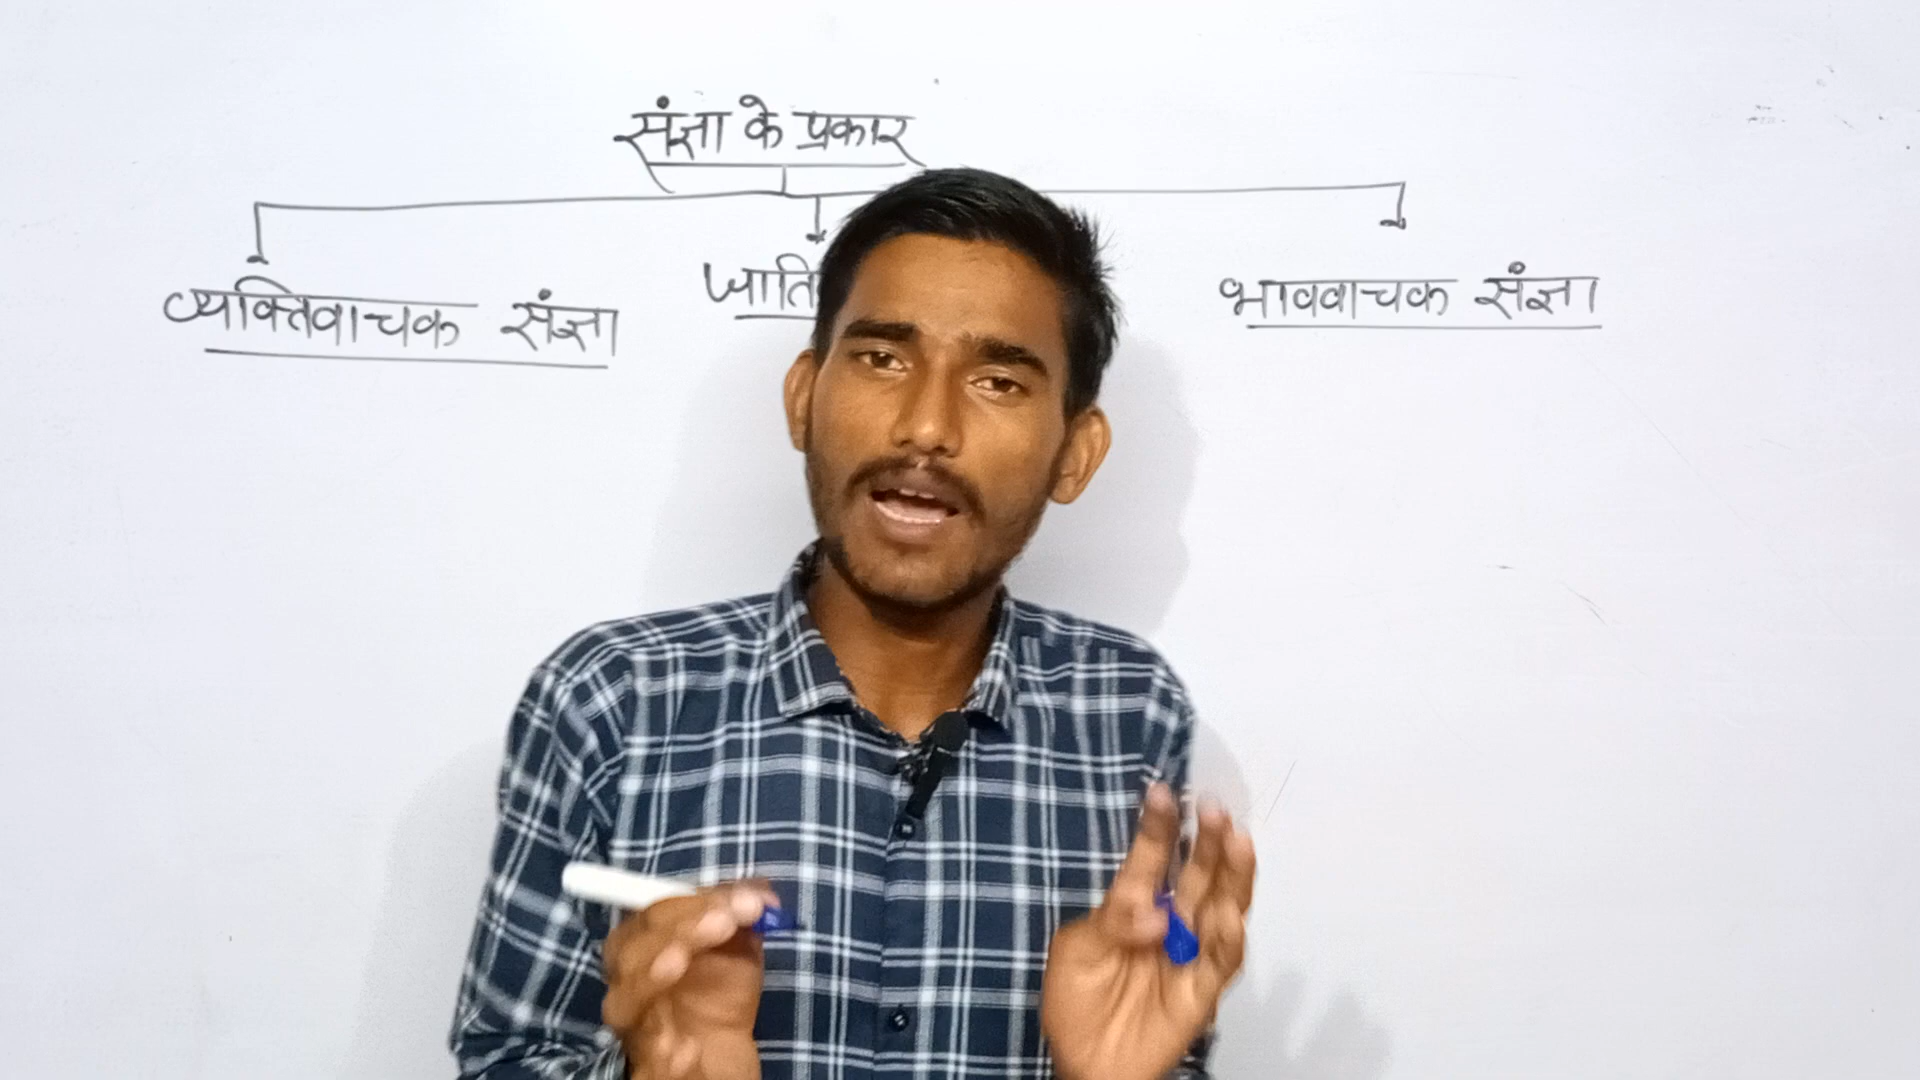 संज्ञा के प्रकार
व्यक्तिवाचक संज्ञा
जाति
भाववाचक संज्ञा